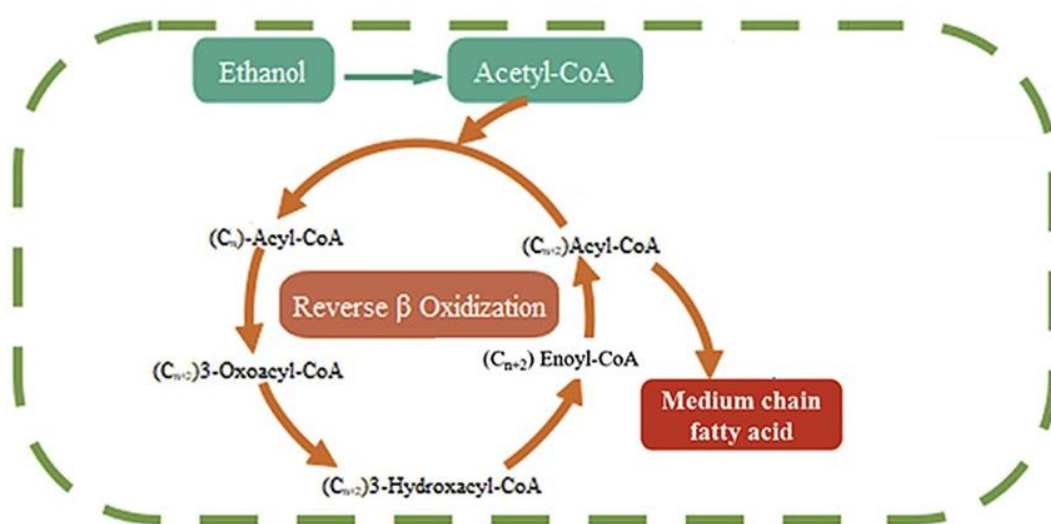 Ethanol
Acetyl-CoA
(Cn)-Acyl-CoA
(Cn+2)Acyl-CoA
Reverse β Oxidization
(Cn+2)3-Oxoacyl-CoA
(Cn+2) Enoyl-CoA
Medium chain
fatty acid
(Cn+2)3-Hydroxacyl-CoA